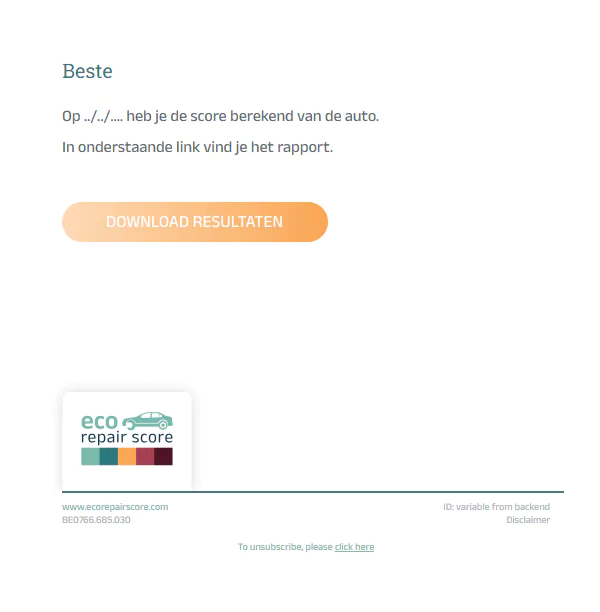 Beste
Op ../../.... heb je de score berekend van de auto.
In onderstaande link vind je het rapport.
DOWNLOAD RESULTATEN
eco
repair score
www.ecorepairscore.com
BE0766.685.030
ID: variable from backend
Disclaimer
To unsubscribe, please click here